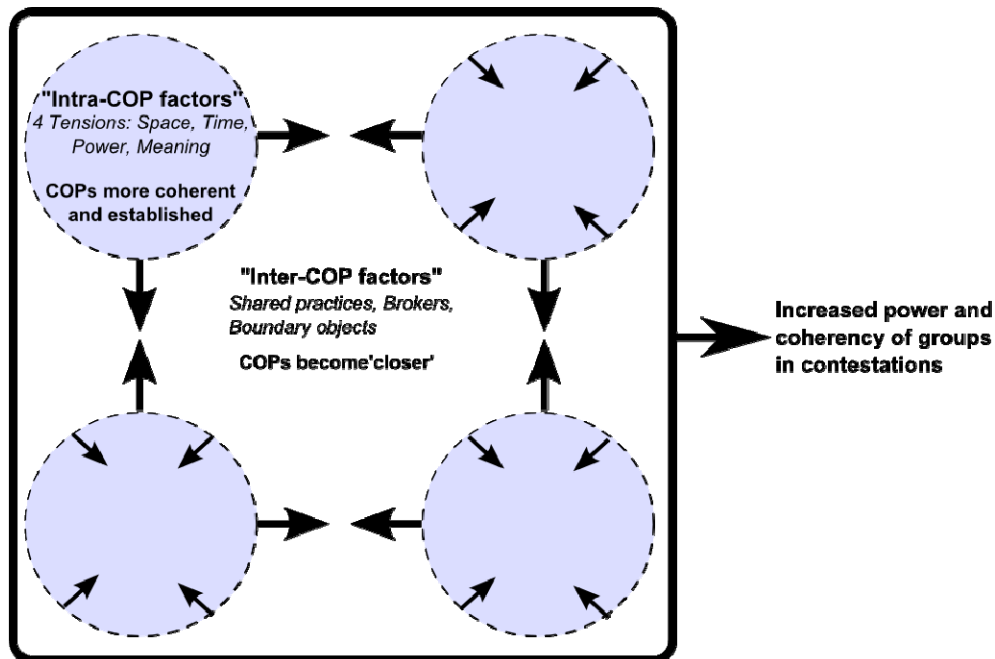 "Intra-COP factors"
4 Tensions: Space, Time,
Power, Meaning
COPs more coherent
and established
"Inter-COP factors"
Shared practices, Brokers,
Boundary objects
COPs become'closer'
Increased power and
coherency of groups
in contestations